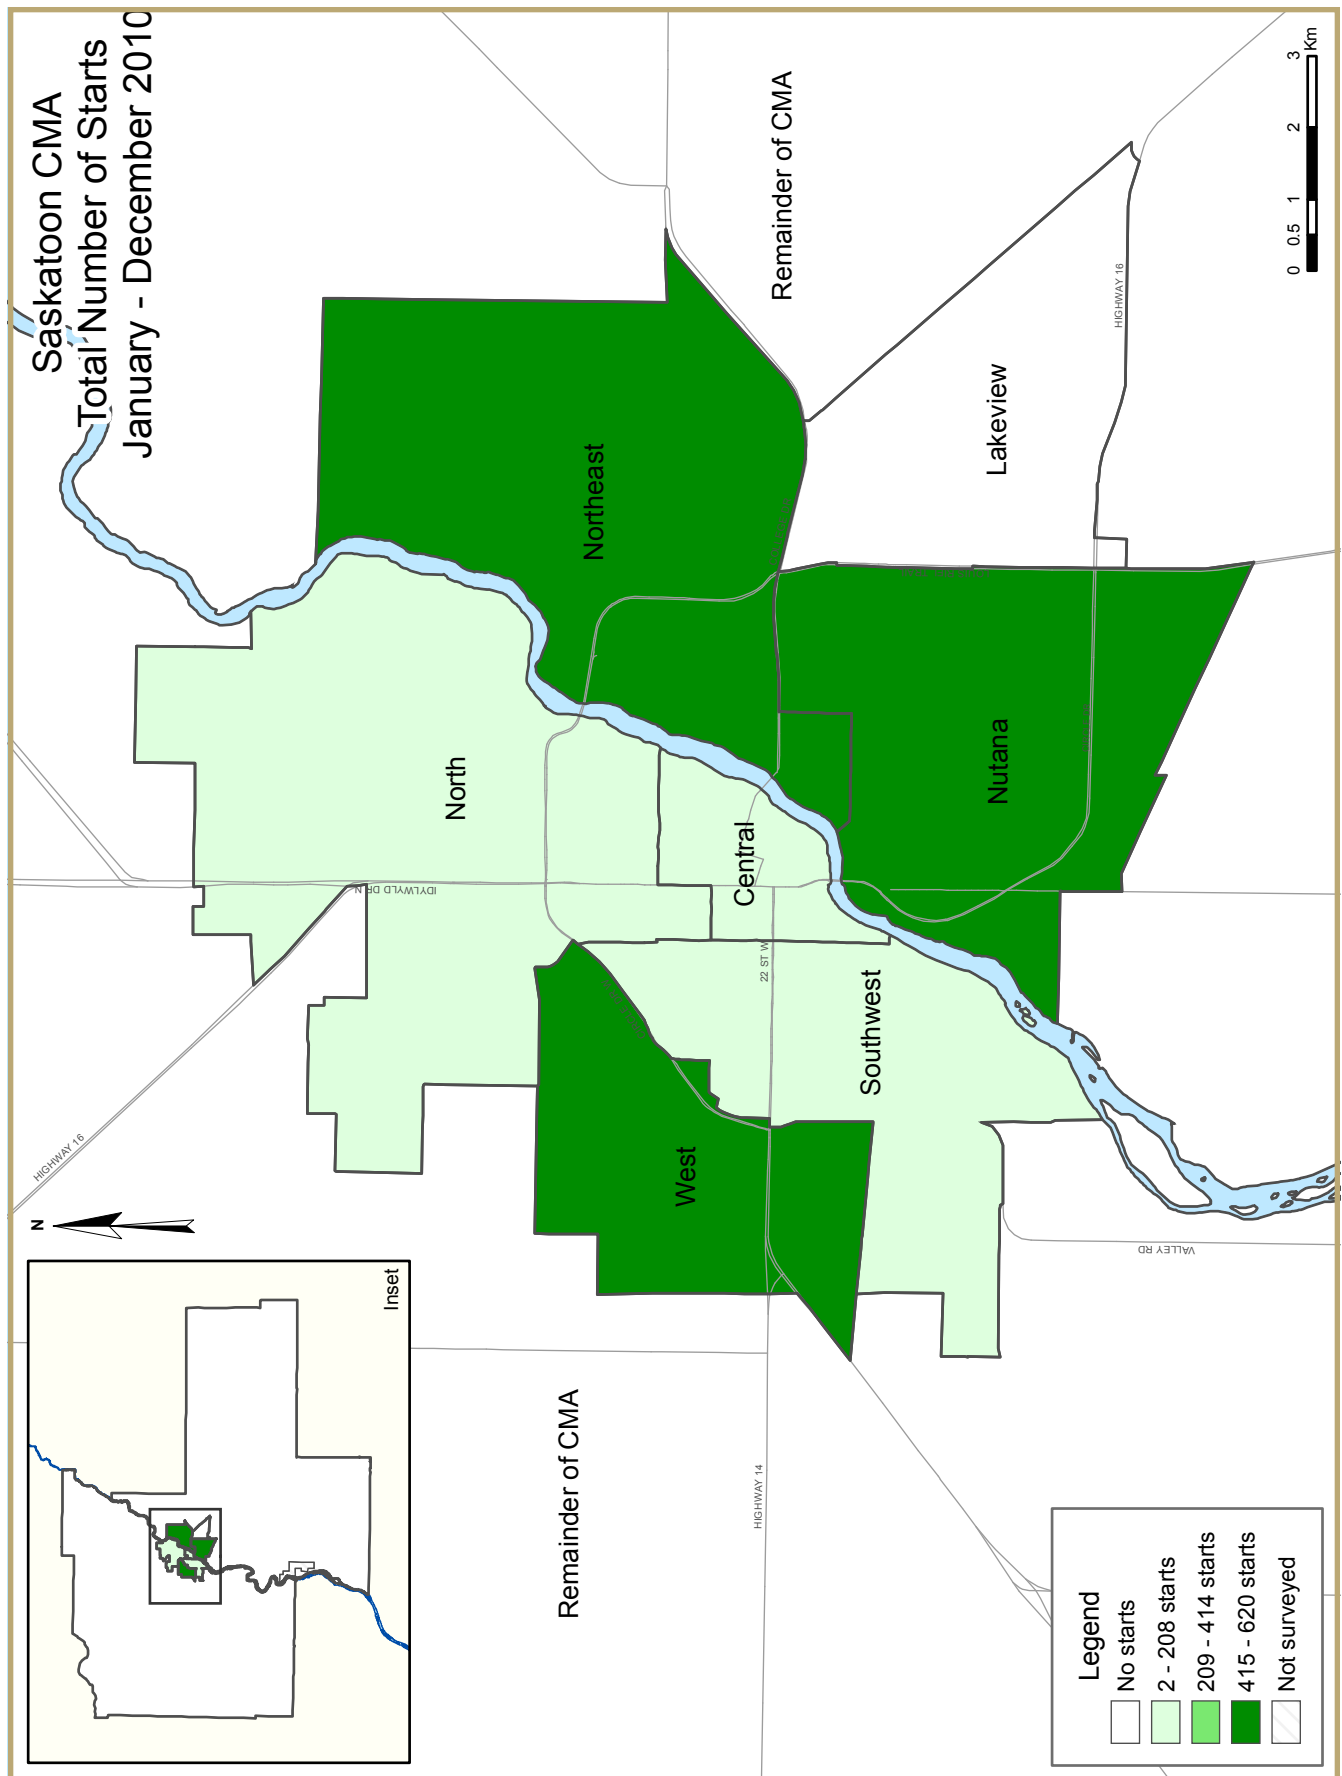 Saskatoon CMA
Total Number of Starts
January - December 2010
N
Inset
HIGHWAY 16
IDYLWYLD DR N
North
Northeast
Remainder of CMA
Central
West
22 ST W
Southwest
Nutana
Lakeview
HIGHWAY 16
Remainder of CMA
HIGHWAY 14
VALLEY RD
Legend
No starts
2 - 208 starts
209 - 414 starts
415 - 620 starts
Not surveyed
0 0.5 1 2 3
Km